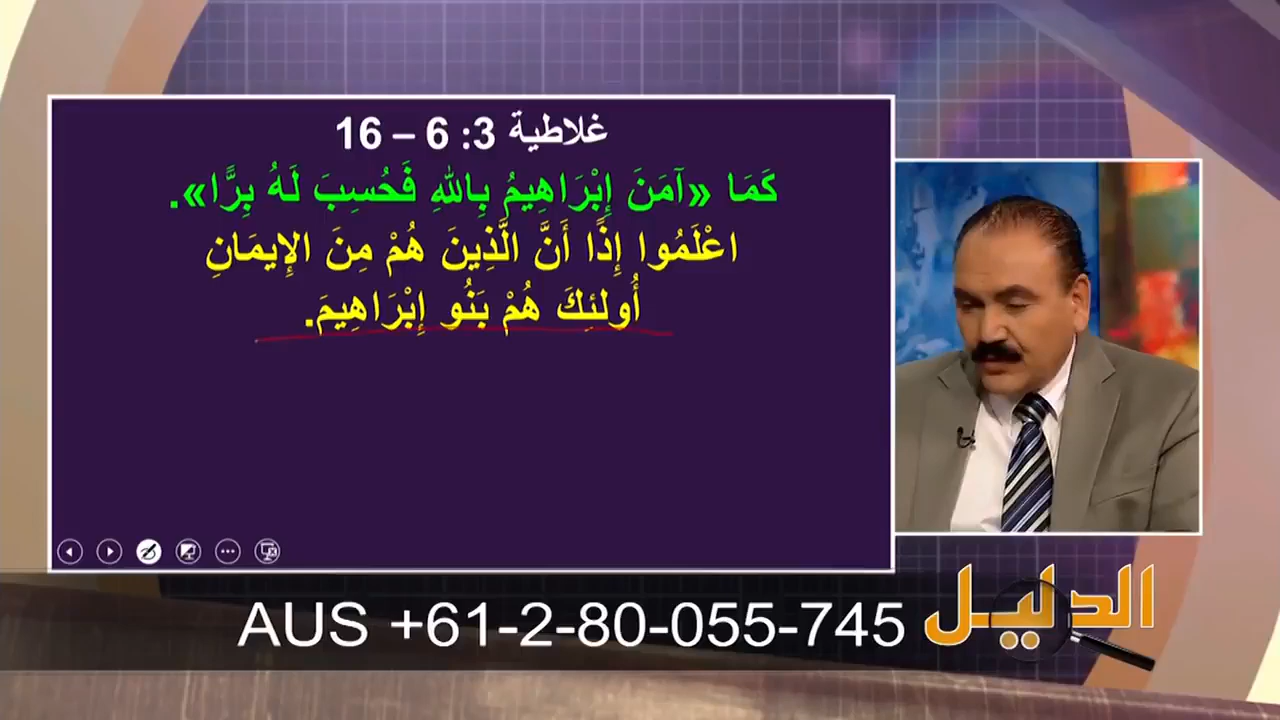 غلاطية 3: 6 – 16
كَمَا «آمَنَ إِبْرَاهِيمُ بِاللهِ فَحُسِبَ لَهُ بِرًّا».
اعْلَمُوا إِذًا أَنَّ الَّذِينَ هُمْ مِنَ الإِيمَانِ
أُولئِكَ هُمْ بَنُو إِبْرَاهِيمَ.
AUS +61-2-80-055-745
الدليل